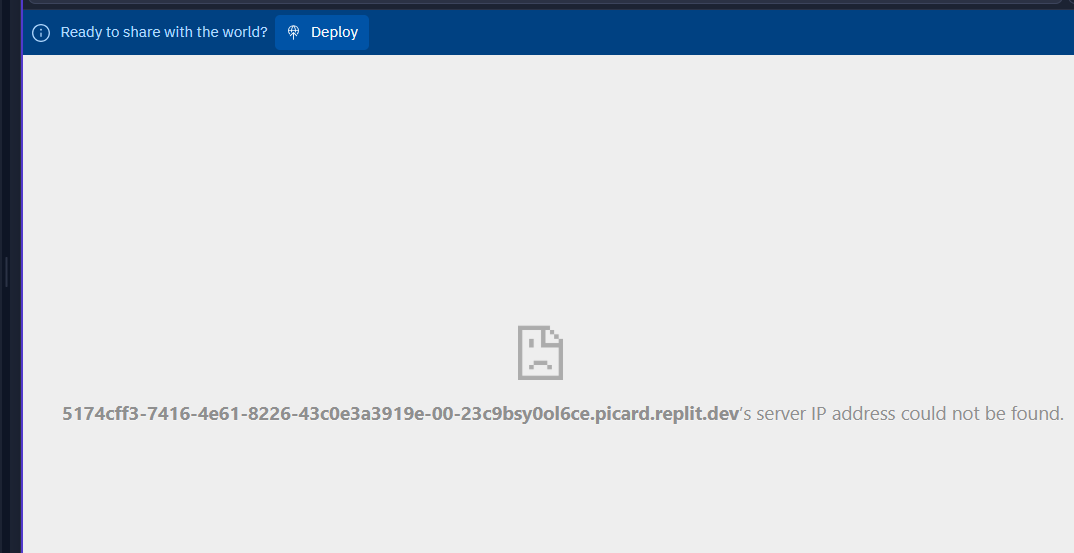 Ready to share with the world? Deploy
5174cff3-7416-4e61-8226-43c0e3a3919e-00-23c9bsy0ol6ce.picard.replit.dev's server IP address could not be found.